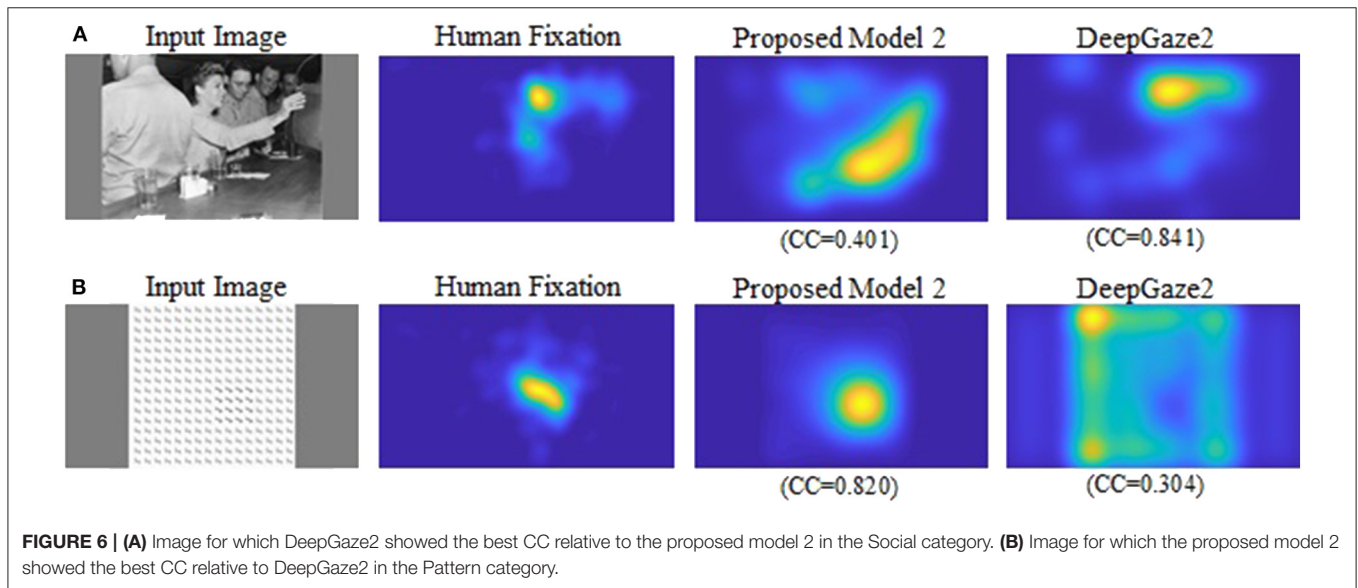 A Input Image Human Fixation Proposed Model 2 DeepGaze2
(CC=0.401) (CC=0.841)
B Input Image Human Fixation Proposed Model 2 DeepGaze2
(CC=0.820) (CC=0.304)
FIGURE 6 | (A) Image for which DeepGaze2 showed the best CC relative to the proposed model 2 in the Social category. (B) Image for which the proposed model 2
showed the best CC relative to DeepGaze2 in the Pattern category.